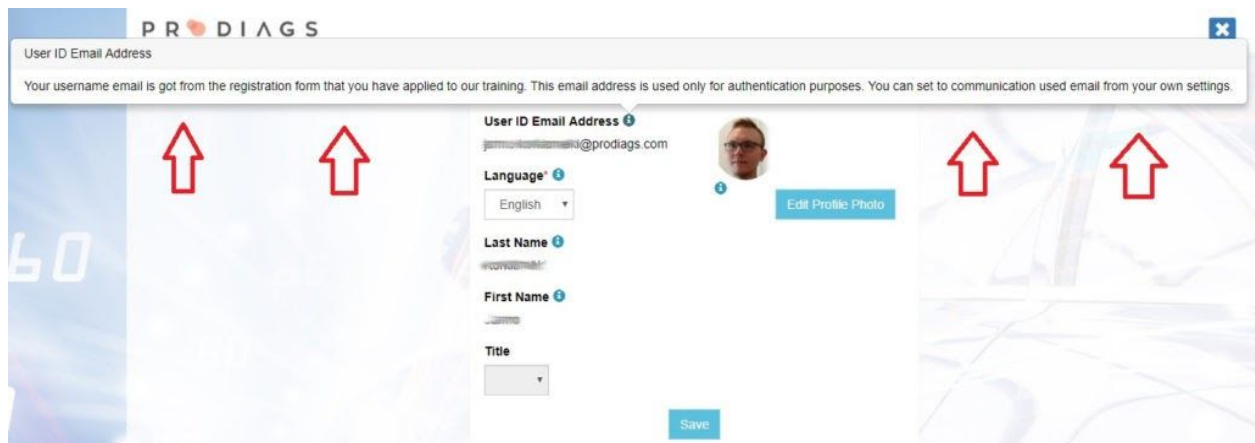 PRODIAGS
User ID Email Address
Your username email is got from the registration form that you have applied to our training. This email address is used only for authentication purposes. You can set to communication used email from your own settings.
User ID Email Address
@prodiags.com
Language*
English
Edit Profile Photo
Last Name
First Name
Title
Save
60